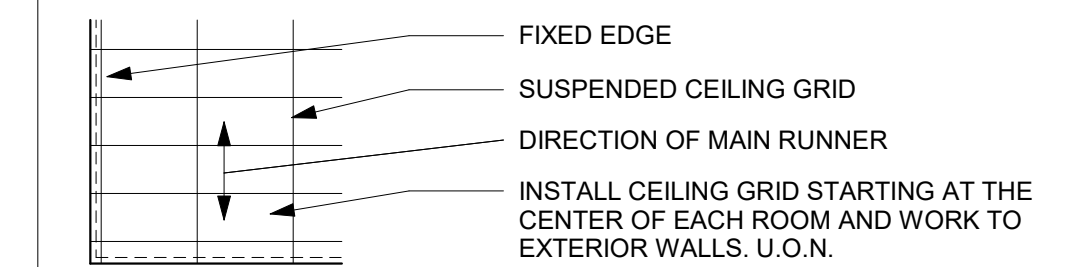 FIXED EDGE
SUSPENDED CEILING GRID
DIRECTION OF MAIN RUNNER
INSTALL CEILING GRID STARTING AT THE
CENTER OF EACH ROOM AND WORK TO
EXTERIOR WALLS. U.O.N.